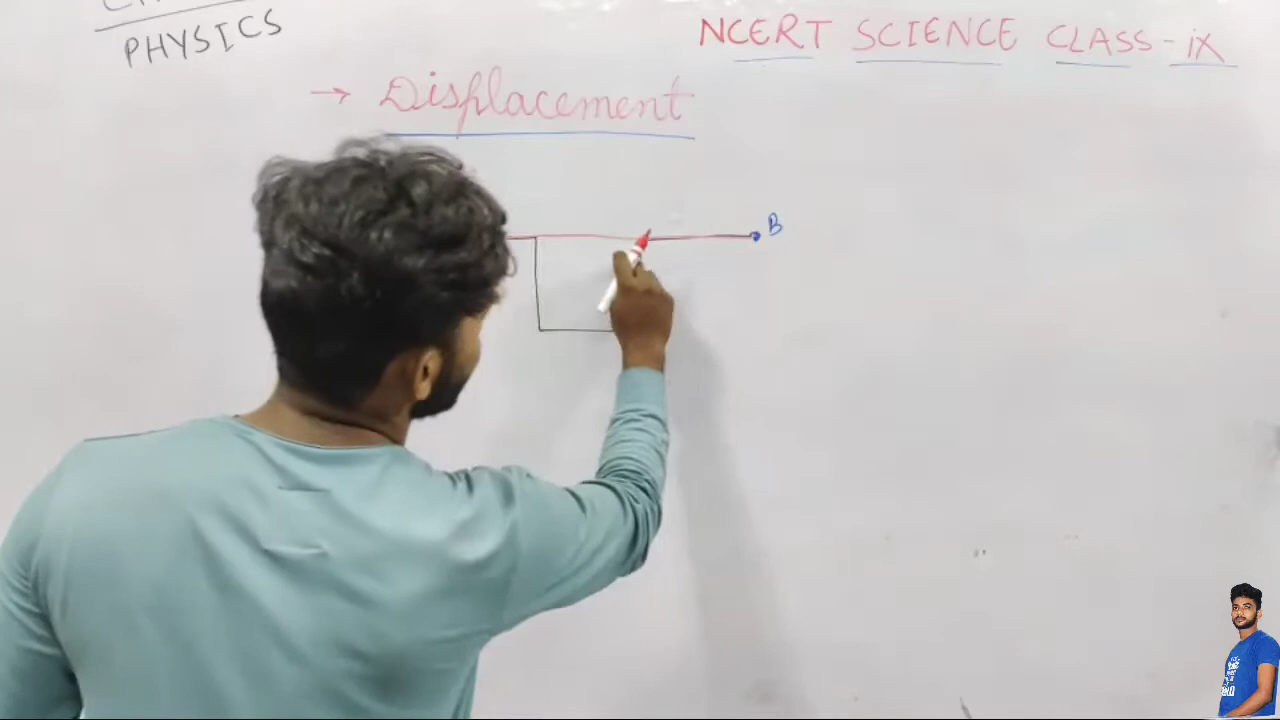 PHYSICS
NCERT SCIENCE CLASS-iX
→ Displacement
B